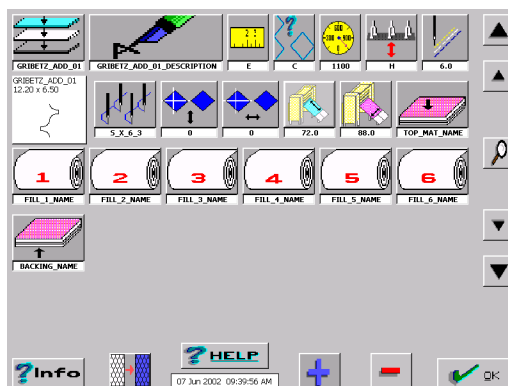 GRIBETZ_ADD_01
GRIBETZ_ADD_01_DESCRIPTION
E
C
1100
H
6.0
GRIBETZ_ADD_01
12.20 x 6.50
S_X_6_3
0
0
72.0
88.0
TOP_MAT_NAME
1
2
3
4
5
6
FILL_1_NAME
FILL_2_NAME
FILL_3_NAME
FILL_4_NAME
FILL_5_NAME
FILL_6_NAME
BACKING_NAME
?Info
?HELP
07 Jun 2002 09:39:56 AM
OK